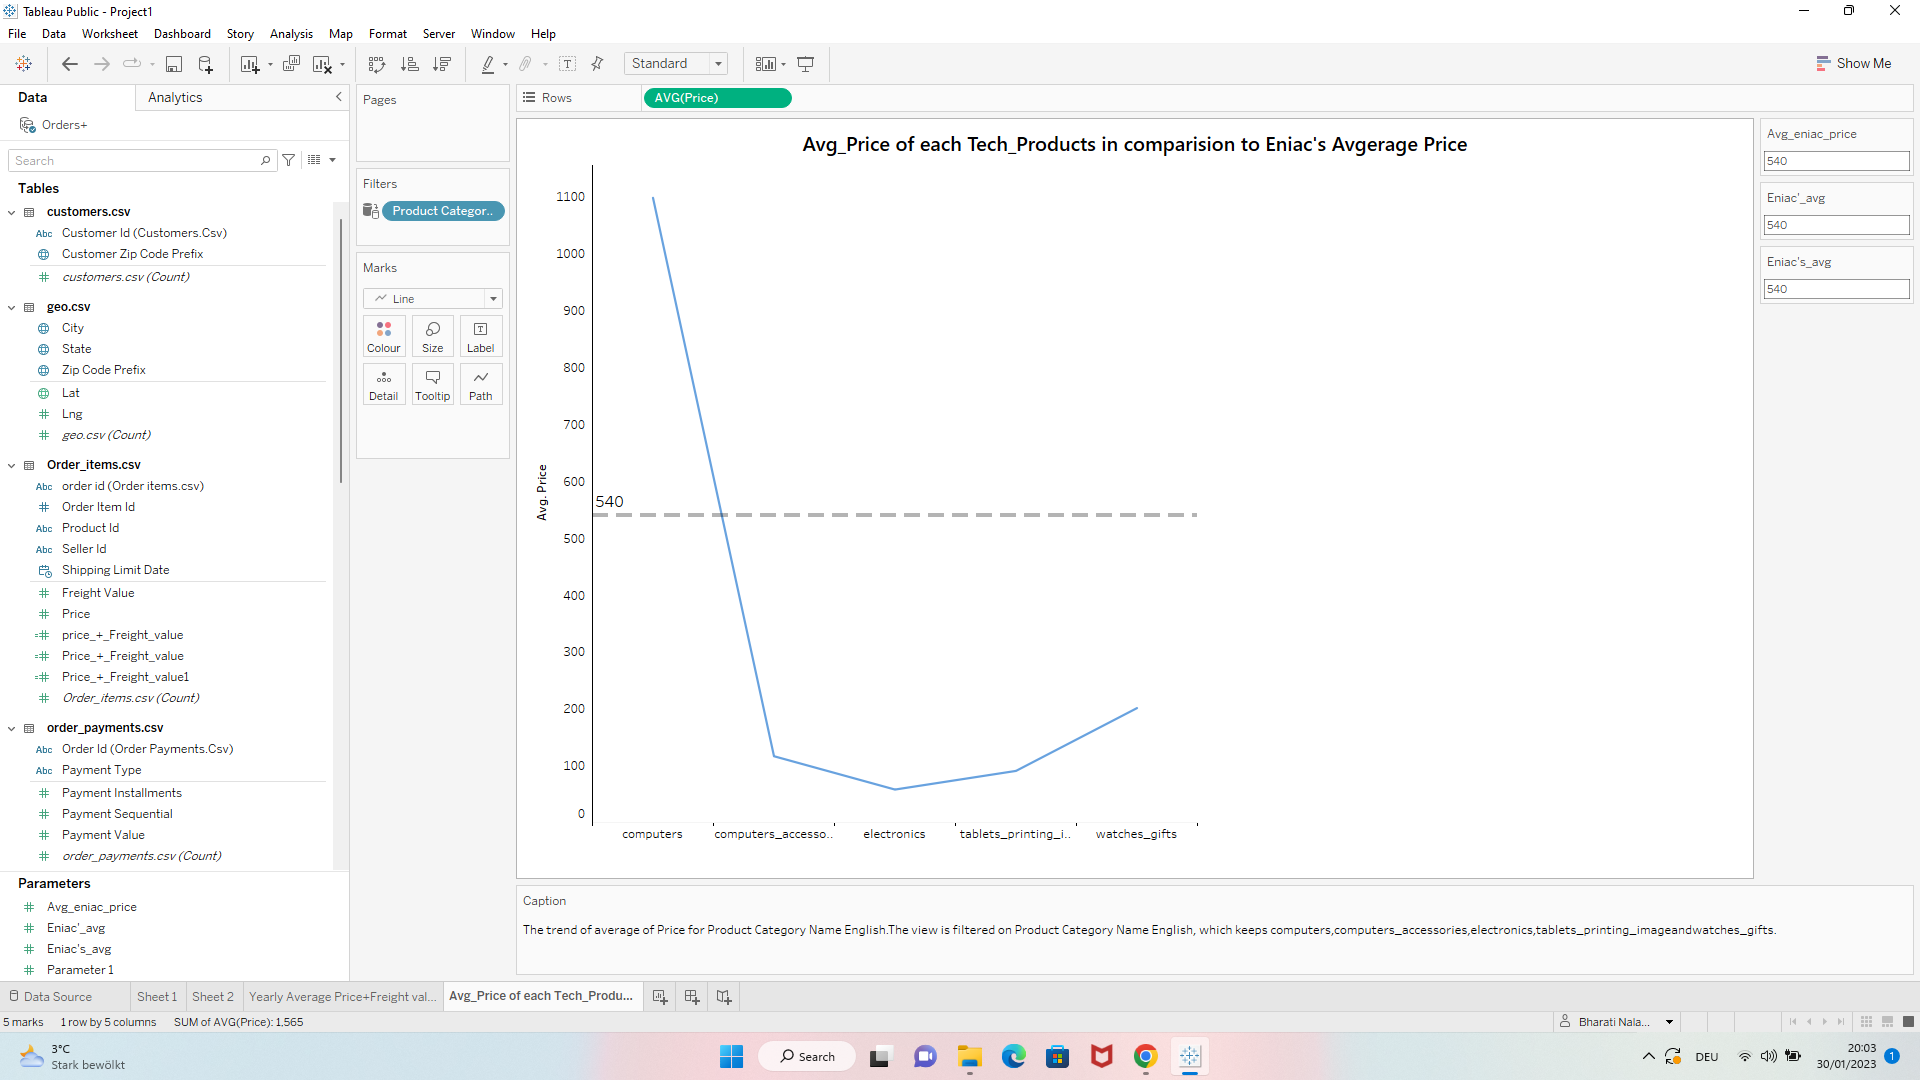 Tableau Public - Project1
File Data Worksheet Dashboard Story Analysis Map Format Server Window Help
Standard
Show Me
Data Analytics
Orders+
Search
Tables
customers.csv
Abc Customer Id (Customers.Csv)
Customer Zip Code Prefix
# customers.csv (Count)
geo.csv
City
State
Zip Code Prefix
Lat
# Lng
# geo.csv (Count)
Order_items.csv
Abc order id (Order items.csv)
# Order Item Id
Abc Product Id
Abc Seller Id
Shipping Limit Date
# Freight Value
# Price
=# price_+_Freight_value
=# Price_+_Freight_value
=# Price_+_Freight_value1
# Order_items.csv (Count)
order_payments.csv
Abc Order Id (Order Payments.Csv)
Abc Payment Type
# Payment Installments
# Payment Sequential
# Payment Value
# order_payments.csv (Count)
Parameters
# Avg_eniac_price
# Eniac'_avg
# Eniac's_avg
# Parameter 1
Pages
Filters
Product Categor..
Marks
Line
Colour Size Label
Detail Tooltip Path
Rows AVG(Price)
Avg_Price of each Tech_Products in comparision to Eniac's Avgerage Price
1100
1000
900
800
700
600
500
400
300
200
100
0
Avg. Price
540
computers computers_accesso.. electronics tablets_printing_i.. watches_gifts
Avg_eniac_price
540
Eniac'_avg
540
Eniac's_avg
540
Caption
The trend of average of Price for Product Category Name English.The view is filtered on Product Category Name English, which keeps computers,computers_accessories,electronics,tablets_printing_imageandwatches_gifts.
Data Source Sheet 1 Sheet 2 Yearly Average Price+Freight val... Avg_Price of each Tech_Produ...
5 marks 1 row by 5 columns SUM of AVG(Price): 1,565
Bharati Nala...
3°C
Stark bewölkt
Search
DEU
20:03
30/01/2023
1